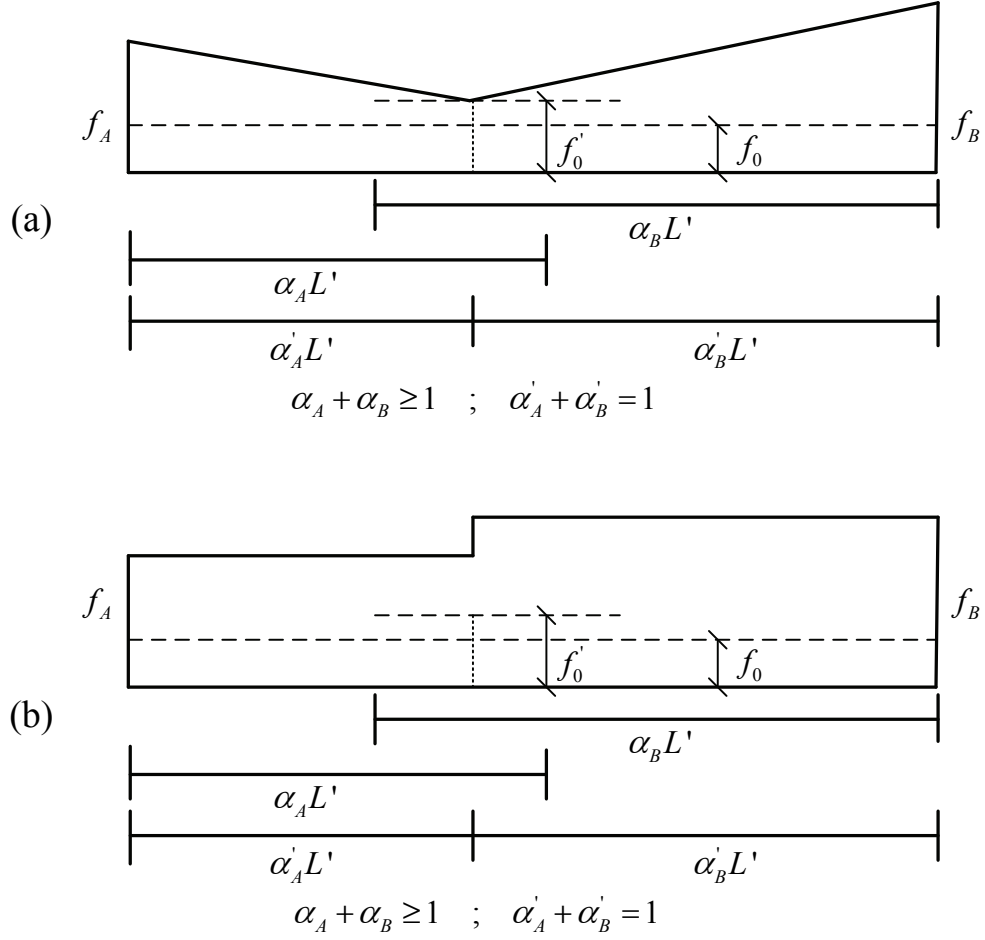 f_A f_0' f_0 f_B
(a)
α_B L'
α_A L'
α_A' L' α_B' L'
α_A + α_B ≥ 1 ; α_A' + α_B' = 1
f_A f_0' f_0 f_B
(b)
α_B L'
α_A L'
α_A' L' α_B' L'
α_A + α_B ≥ 1 ; α_A' + α_B' = 1